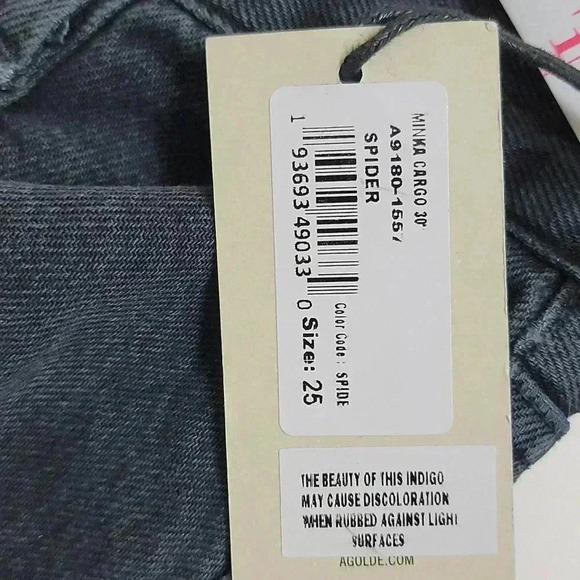 MINKA CARGO 30"
A9180-1557
SPIDER
1 93693 49033 0
Color Code: SPIDE
Size: 25
THE BEAUTY OF THIS INDIGO
MAY CAUSE DISCOLORATION
WHEN RUBBED AGAINST LIGHT
SURFACES
AGOLDE.COM